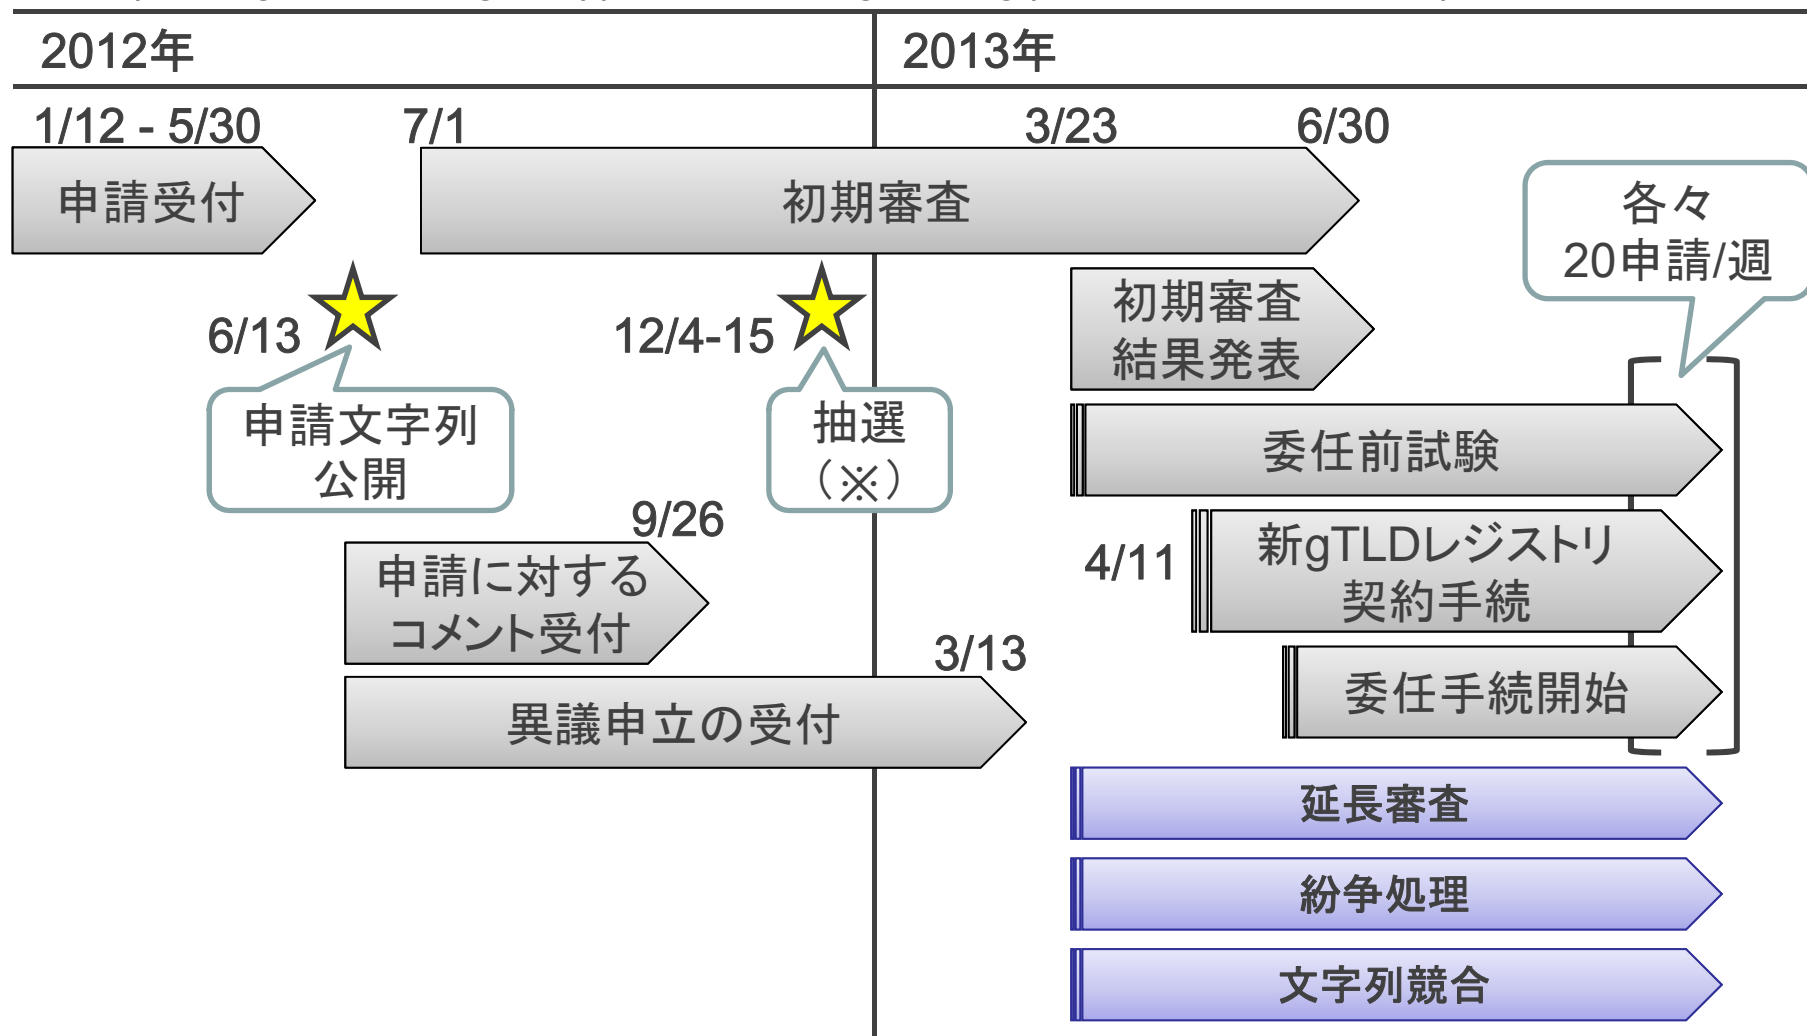 2012年
2013年
1/12 - 5/30
7/1
3/23
6/30
申請受付
初期審査
各々
20申請/週
6/13
12/4-15
初期審査
結果発表
申請文字列
公開
抽選
（※）
委任前試験
9/26
申請に対する
コメント受付
4/11
新gTLDレジストリ
契約手続
3/13
異議申立の受付
委任手続開始
延長審査
紛争処理
文字列競合